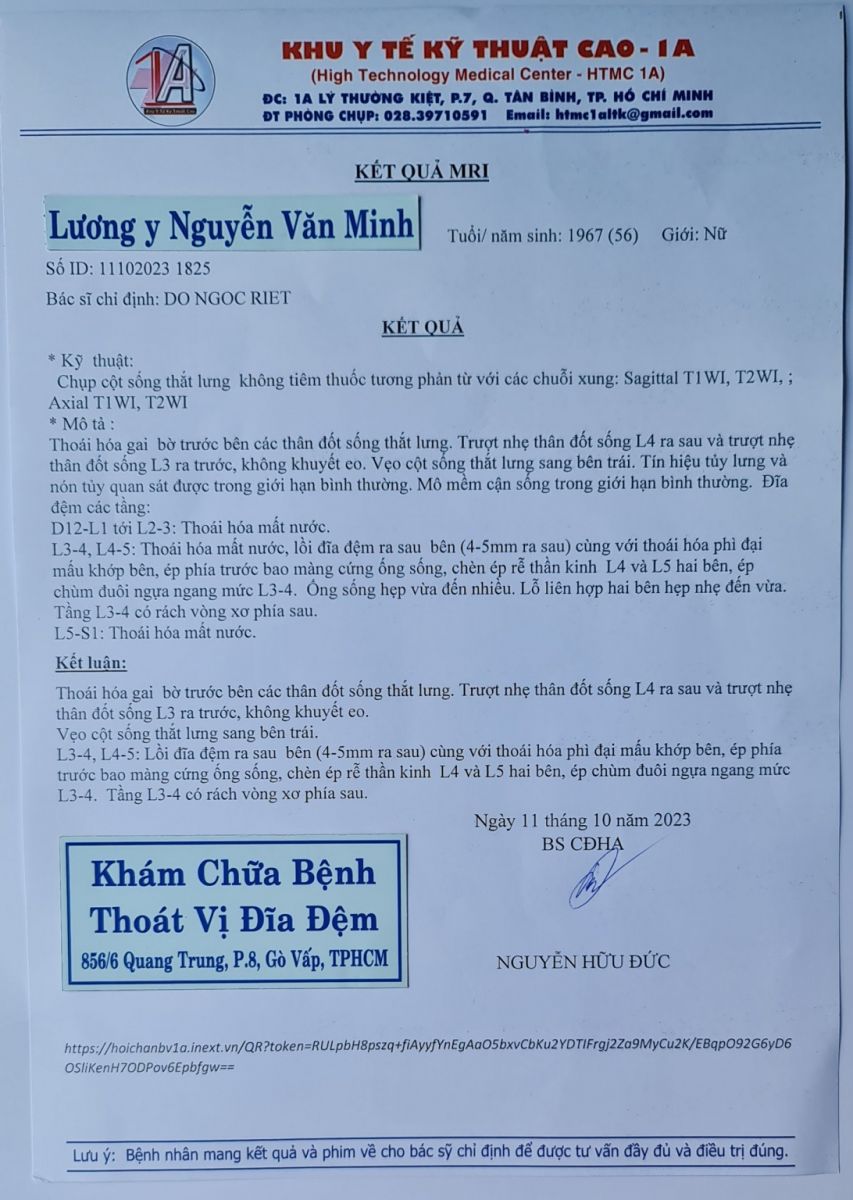 1A
Khu Y Tế Kỹ Thuật Cao
KHU Y TẾ KỸ THUẬT CAO - 1A
(High Technology Medical Center - HTMC 1A)
ĐC: 1A LÝ THƯỜNG KIỆT, P.7, Q. TÂN BÌNH, TP. HỒ CHÍ MINH
ĐT PHÒNG CHỤP: 028.39710591 Email: htmc1altk@gmail.com
KẾT QUẢ MRI
Lương y Nguyễn Văn Minh Tuổi/ năm sinh: 1967 (56) Giới: Nữ
Số ID: 11102023 1825
Bác sĩ chỉ định: DO NGOC RIET
KẾT QUẢ
* Kỹ thuật:
Chụp cột sống thắt lưng không tiêm thuốc tương phản từ với các chuỗi xung: Sagittal T1WI, T2WI, ;
Axial T1WI, T2WI
* Mô tả :
Thoái hóa gai bờ trước bên các thân đốt sống thắt lưng. Trượt nhẹ thân đốt sống L4 ra sau và trượt nhẹ
thân đốt sống L3 ra trước, không khuyết eo. Vẹo cột sống thắt lưng sang bên trái. Tín hiệu tủy lưng và
nón tủy quan sát được trong giới hạn bình thường. Mô mềm cận sống trong giới hạn bình thường. Đĩa
đệm các tầng:
D12-L1 tới L2-3: Thoái hóa mất nước.
L3-4, L4-5: Thoái hóa mất nước, lồi đĩa đệm ra sau bên (4-5mm ra sau) cùng với thoái hóa phì đại
mấu khớp bên, ép phía trước bao màng cứng ống sống, chèn ép rễ thần kinh L4 và L5 hai bên, ép
chùm đuôi ngựa ngang mức L3-4. Ống sống hẹp vừa đến nhiều. Lỗ liên hợp hai bên hẹp nhẹ đến vừa.
Tầng L3-4 có rách vòng xơ phía sau.
L5-S1: Thoái hóa mất nước.
Kết luận:
Thoái hóa gai bờ trước bên các thân đốt sống thắt lưng. Trượt nhẹ thân đốt sống L4 ra sau và trượt nhẹ
thân đốt sống L3 ra trước, không khuyết eo.
Vẹo cột sống thắt lưng sang bên trái.
L3-4, L4-5: Lồi đĩa đệm ra sau bên (4-5mm ra sau) cùng với thoái hóa phì đại mấu khớp bên, ép phía
trước bao màng cứng ống sống, chèn ép rễ thần kinh L4 và L5 hai bên, ép chùm đuôi ngựa ngang mức
L3-4. Tầng L3-4 có rách vòng xơ phía sau.
Ngày 11 tháng 10 năm 2023
BS CĐHA
Khám Chữa Bệnh
Thoát Vị Đĩa Đệm
856/6 Quang Trung, P.8, Gò Vấp, TPHCM
NGUYỄN HỮU ĐỨC
https://hoichanbv1a.inext.vn/QR?token=RULpbH8pszq+fiAyyfYnEgAaO5bxvCbKu2YDTIFrgj2Za9MyCu2K/EBqpO92G6yD6
OSliKenH7ODPov6Epbfgw==
Lưu ý: Bệnh nhân mang kết quả và phim về cho bác sỹ chỉ định để được tư vấn đầy đủ và điều trị đúng.